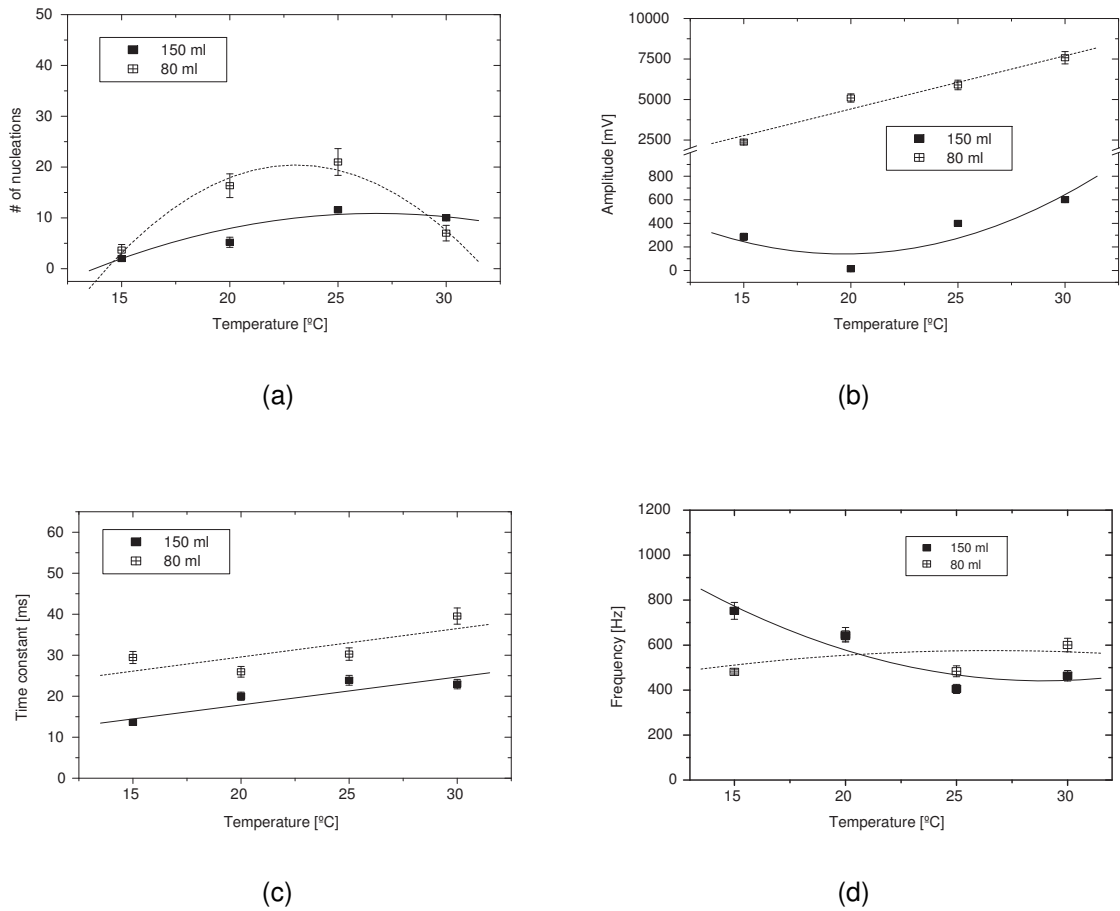 50
40
30
20
10
0
# of nucleations
150 ml
80 ml
15
20
25
30
Temperature [ºC]
(a)
10000
7500
5000
2500
800
600
400
200
0
Amplitude [mV]
150 ml
80 ml
15
20
25
30
Temperature [ºC]
(b)
60
50
40
30
20
10
0
Time constant [ms]
150 ml
80 ml
15
20
25
30
Temperature [ºC]
(c)
1200
1000
800
600
400
200
0
Frequency [Hz]
150 ml
80 ml
15
20
25
30
Temperature [ºC]
(d)